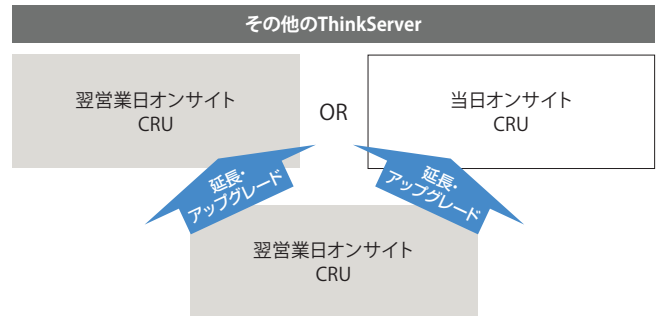 その他のThinkServer
翌営業日オンサイト
CRU
OR
当日オンサイト
CRU
延長・
アップグレード
延長・
アップグレード
翌営業日オンサイト
CRU